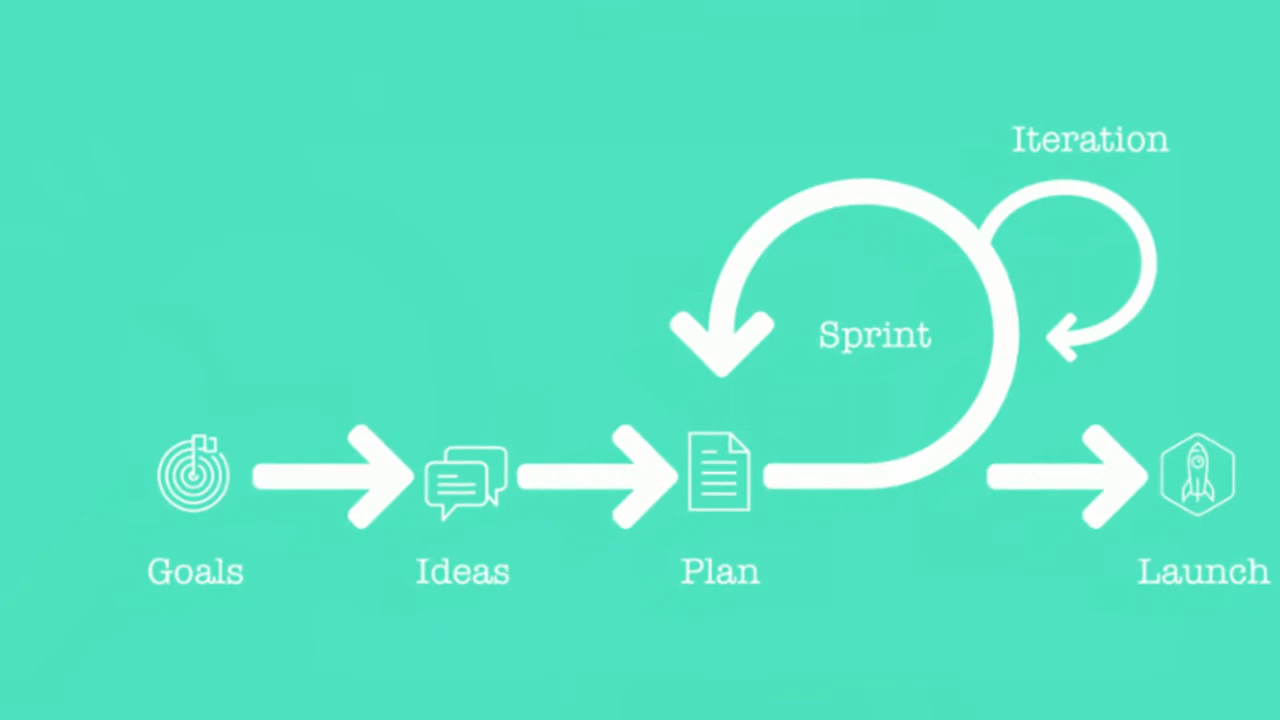 Iteration
Sprint
Goals
Ideas
Plan
Launch